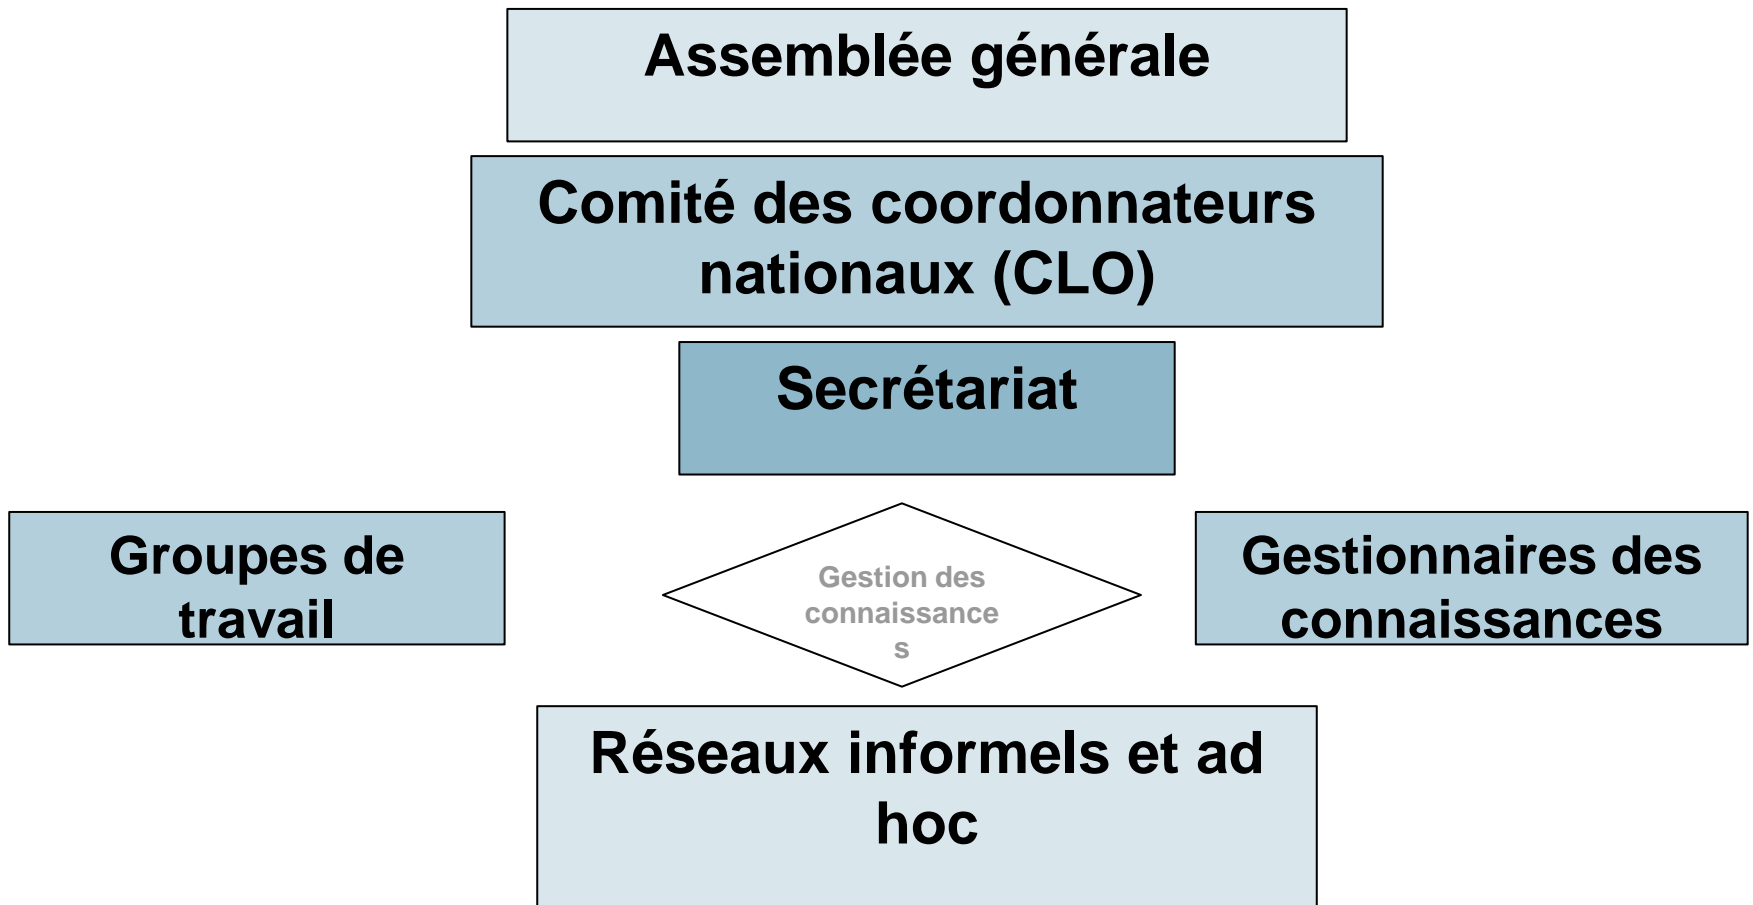 Assemblée générale
Comité des coordonnateurs
nationaux (CLO)
Secrétariat
Groupes de
travail
Gestion des
connaissance
s
Gestionnaires des
connaissances
Réseaux informels et ad
hoc